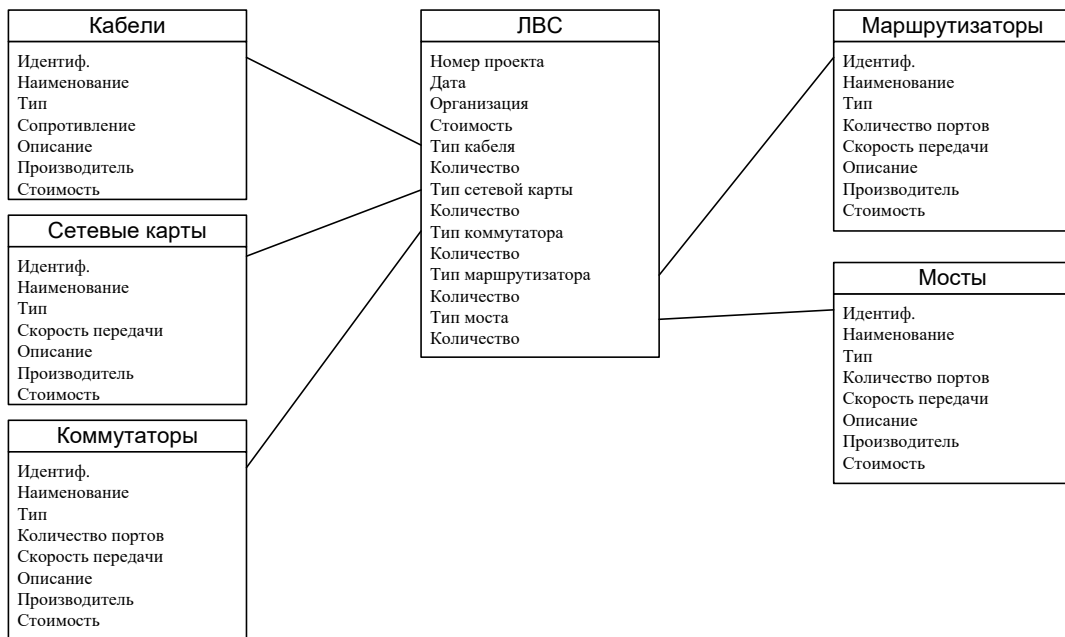 Кабели
Идентиф.
Наименование
Тип
Сопротивление
Описание
Производитель
Стоимость
Сетевые карты
Идентиф.
Наименование
Тип
Скорость передачи
Описание
Производитель
Стоимость
Коммутаторы
Идентиф.
Наименование
Тип
Количество портов
Скорость передачи
Описание
Производитель
Стоимость
ЛВС
Номер проекта
Дата
Организация
Стоимость
Тип кабеля
Количество
Тип сетевой карты
Количество
Тип коммутатора
Количество
Тип маршрутизатора
Количество
Тип моста
Количество
Маршрутизаторы
Идентиф.
Наименование
Тип
Количество портов
Скорость передачи
Описание
Производитель
Стоимость
Мосты
Идентиф.
Наименование
Тип
Количество портов
Скорость передачи
Описание
Производитель
Стоимость